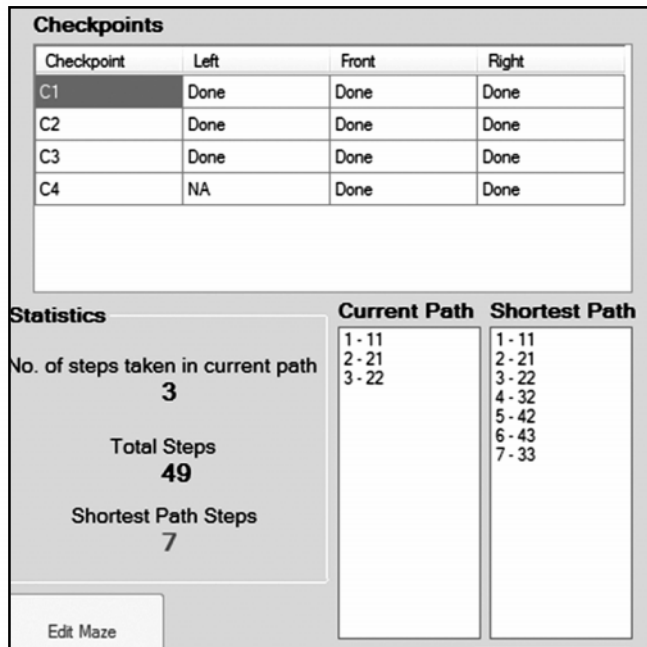 Checkpoints
Checkpoint Left Front Right
C1 Done Done Done
C2 Done Done Done
C3 Done Done Done
C4 NA Done Done
Statistics
No. of steps taken in current path
3
Total Steps
49
Shortest Path Steps
7
Edit Maze
Current Path
1 - 11
2 - 21
3 - 22
Shortest Path
1 - 11
2 - 21
3 - 22
4 - 32
5 - 42
6 - 43
7 - 33